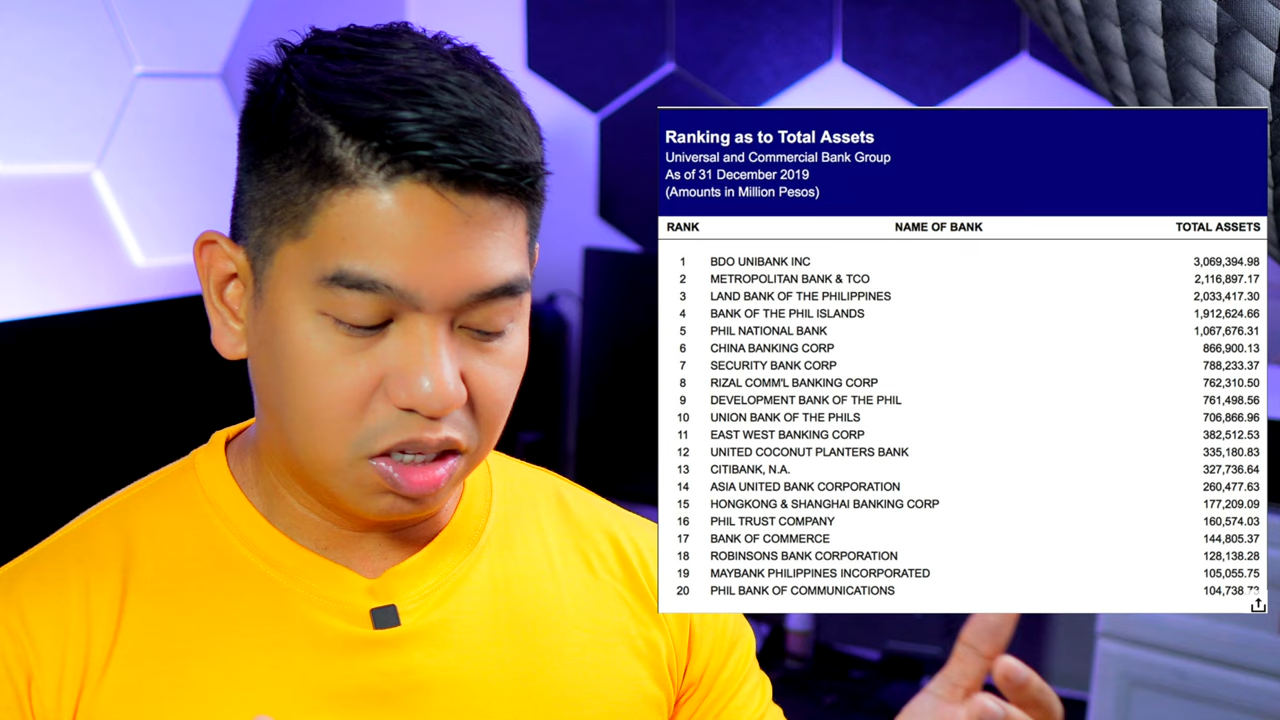 Ranking as to Total Assets
Universal and Commercial Bank Group
As of 31 December 2019
(Amounts in Million Pesos)
RANK NAME OF BANK TOTAL ASSETS
1 BDO UNIBANK INC 3,069,394.98
2 METROPOLITAN BANK & TCO 2,116,897.17
3 LAND BANK OF THE PHILIPPINES 2,033,417.30
4 BANK OF THE PHIL ISLANDS 1,912,624.66
5 PHIL NATIONAL BANK 1,067,676.31
6 CHINA BANKING CORP 866,900.13
7 SECURITY BANK CORP 788,233.37
8 RIZAL COMM'L BANKING CORP 762,310.50
9 DEVELOPMENT BANK OF THE PHIL 761,498.56
10 UNION BANK OF THE PHILS 706,866.96
11 EAST WEST BANKING CORP 382,512.53
12 UNITED COCONUT PLANTERS BANK 335,180.83
13 CITIBANK, N.A. 327,736.64
14 ASIA UNITED BANK CORPORATION 260,477.63
15 HONGKONG & SHANGHAI BANKING CORP 177,209.09
16 PHIL TRUST COMPANY 160,574.03
17 BANK OF COMMERCE 144,805.37
18 ROBINSONS BANK CORPORATION 128,138.28
19 MAYBANK PHILIPPINES INCORPORATED 105,055.75
20 PHIL BANK OF COMMUNICATIONS 104,738.73